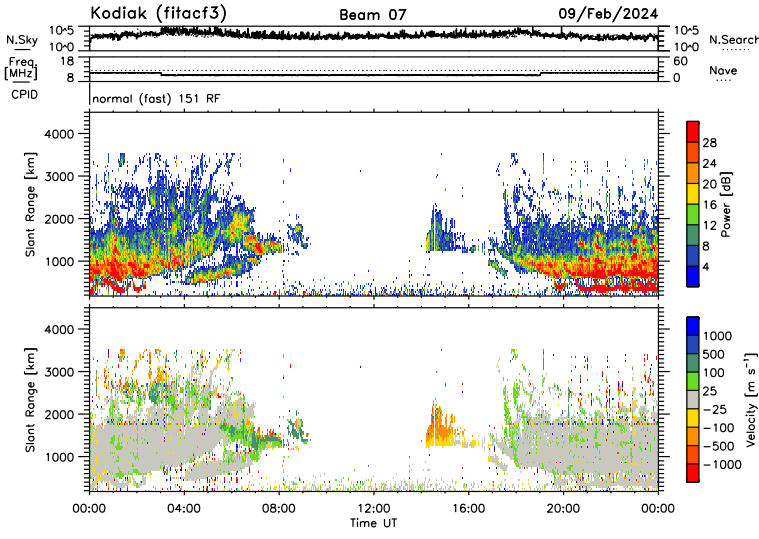 Kodiak (fitacf3) Beam 07 09/Feb/2024
N.Sky 10^5 10^0 10^5 10^0 N.Search
Freq. [MHz] 18 8 60 0 Nave
CPID normal (fast) 151 RF
Slant Range [km]
4000
3000
2000
1000
Power [dB]
28
24
20
16
12
8
4
Slant Range [km]
4000
3000
2000
1000
Velocity [m s⁻¹]
1000
500
100
25
-25
-100
-500
-1000
00:00 04:00 08:00 12:00 16:00 20:00 00:00
Time UT